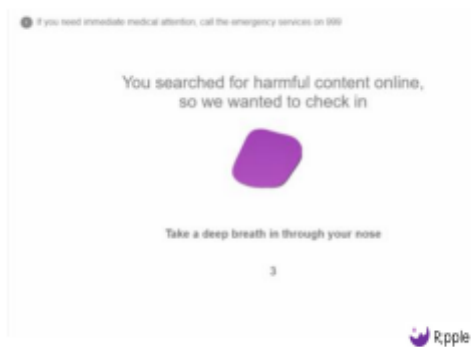 If you need immediate medical attention, call the emergency services on 999
You searched for harmful content online,
so we wanted to check in
Take a deep breath in through your nose
3
R;pple